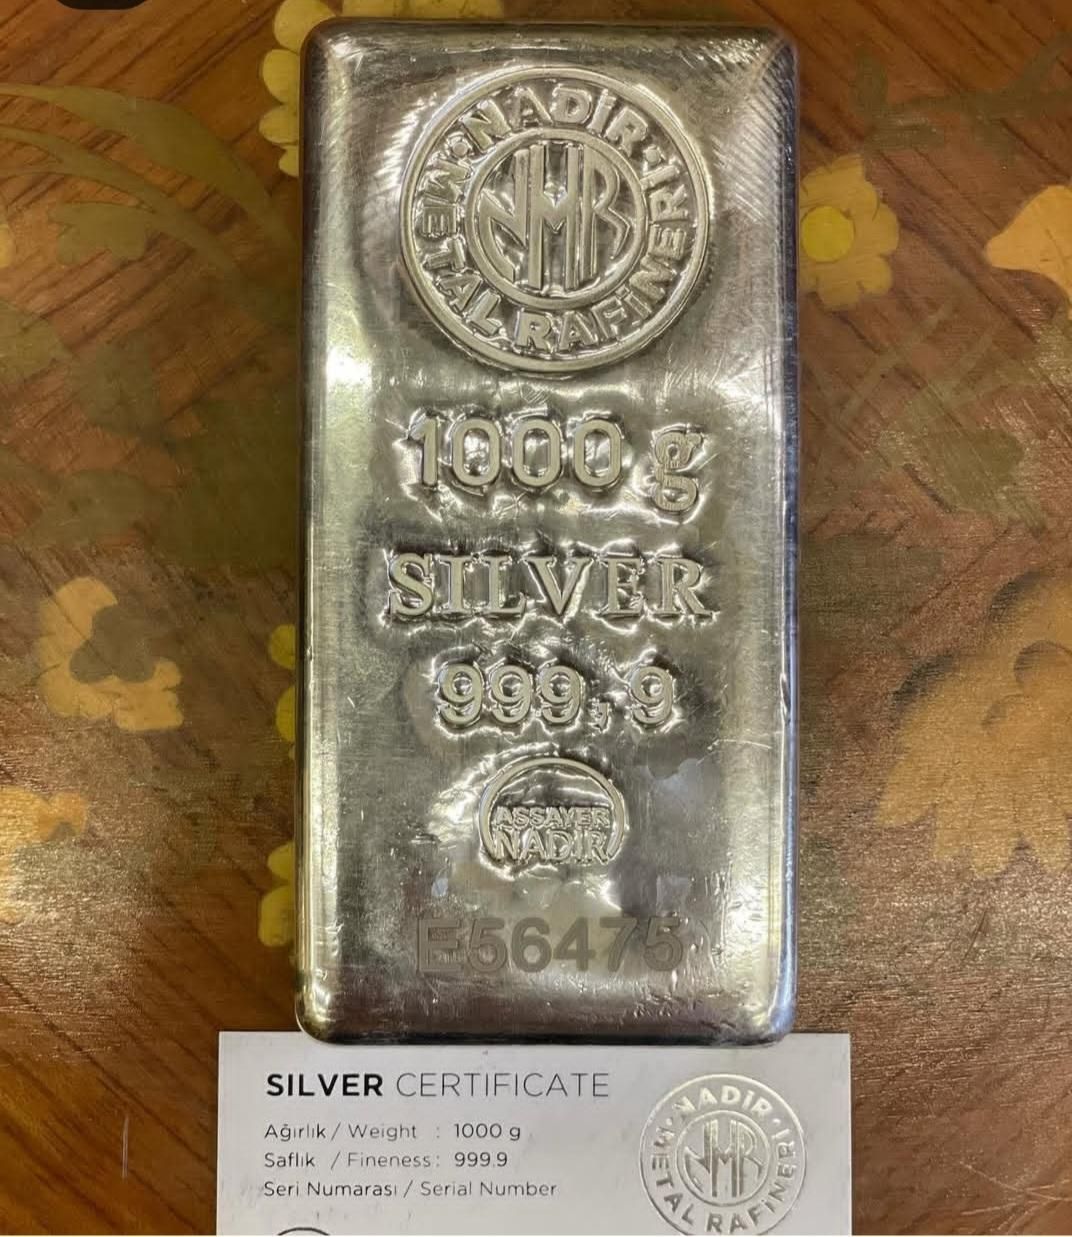 NADİR
METAL RAFİNERİ
NMR
1000 g
SILVER
999,9
ASSAYER
NADİR
E56475
SILVER CERTIFICATE
Ağırlık / Weight : 1000 g
Saflık / Fineness : 999.9
Seri Numarası / Serial Number
NADİR
METAL RAFİNERİ
NMR